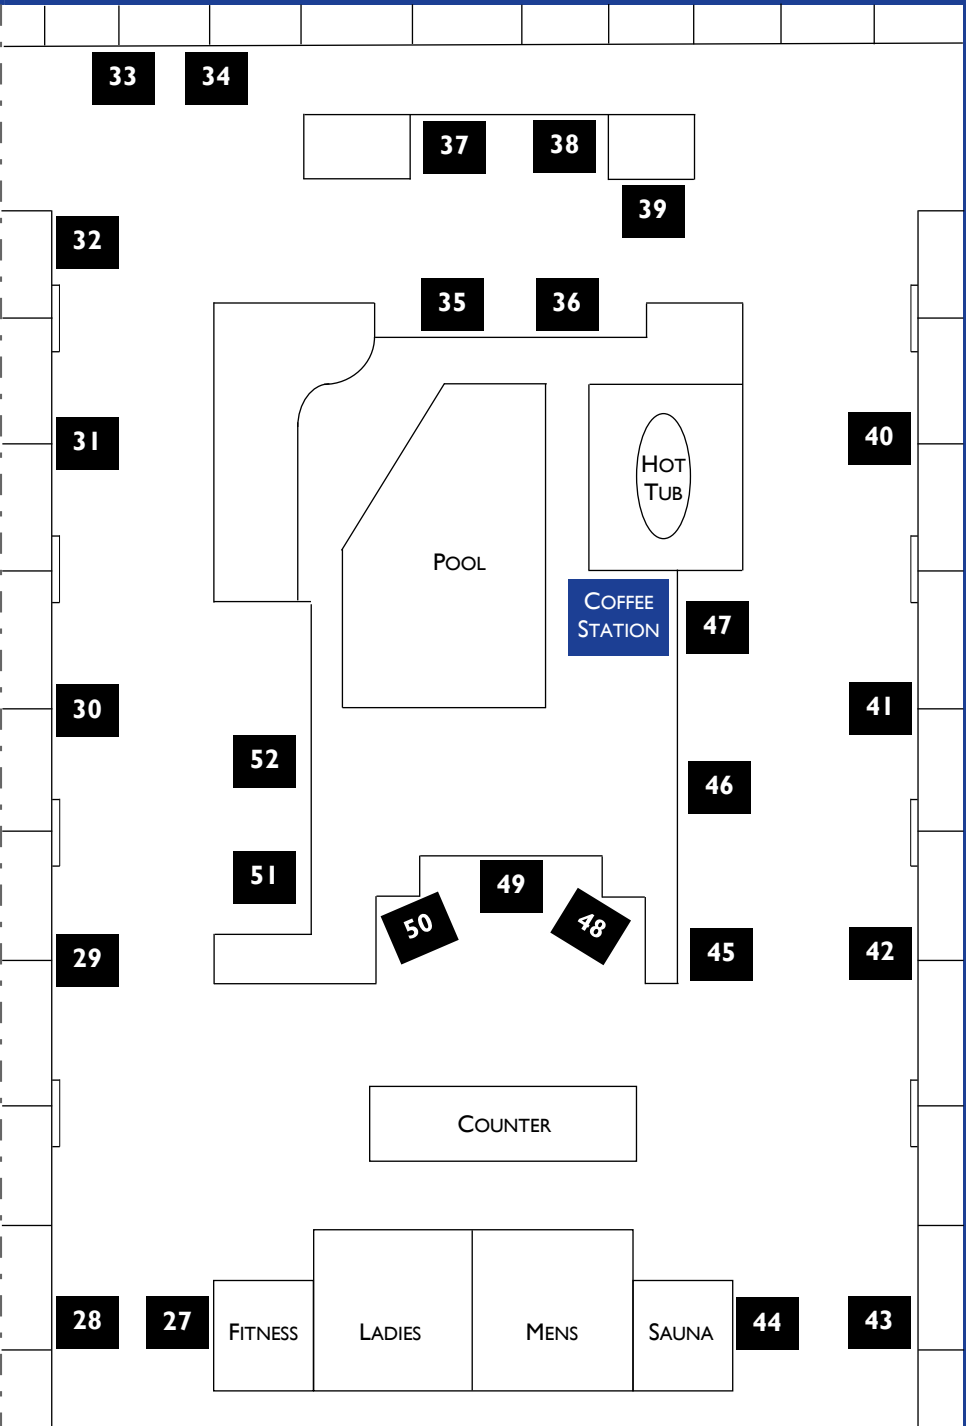 33 34
37 38
39
32
35 36
31
40
HOT
TUB
POOL
COFFEE
STATION
47
30
41
52
46
51
49
50
48
29
45
42
COUNTER
28
27
FITNESS
LADIES
MENS
SAUNA
44
43